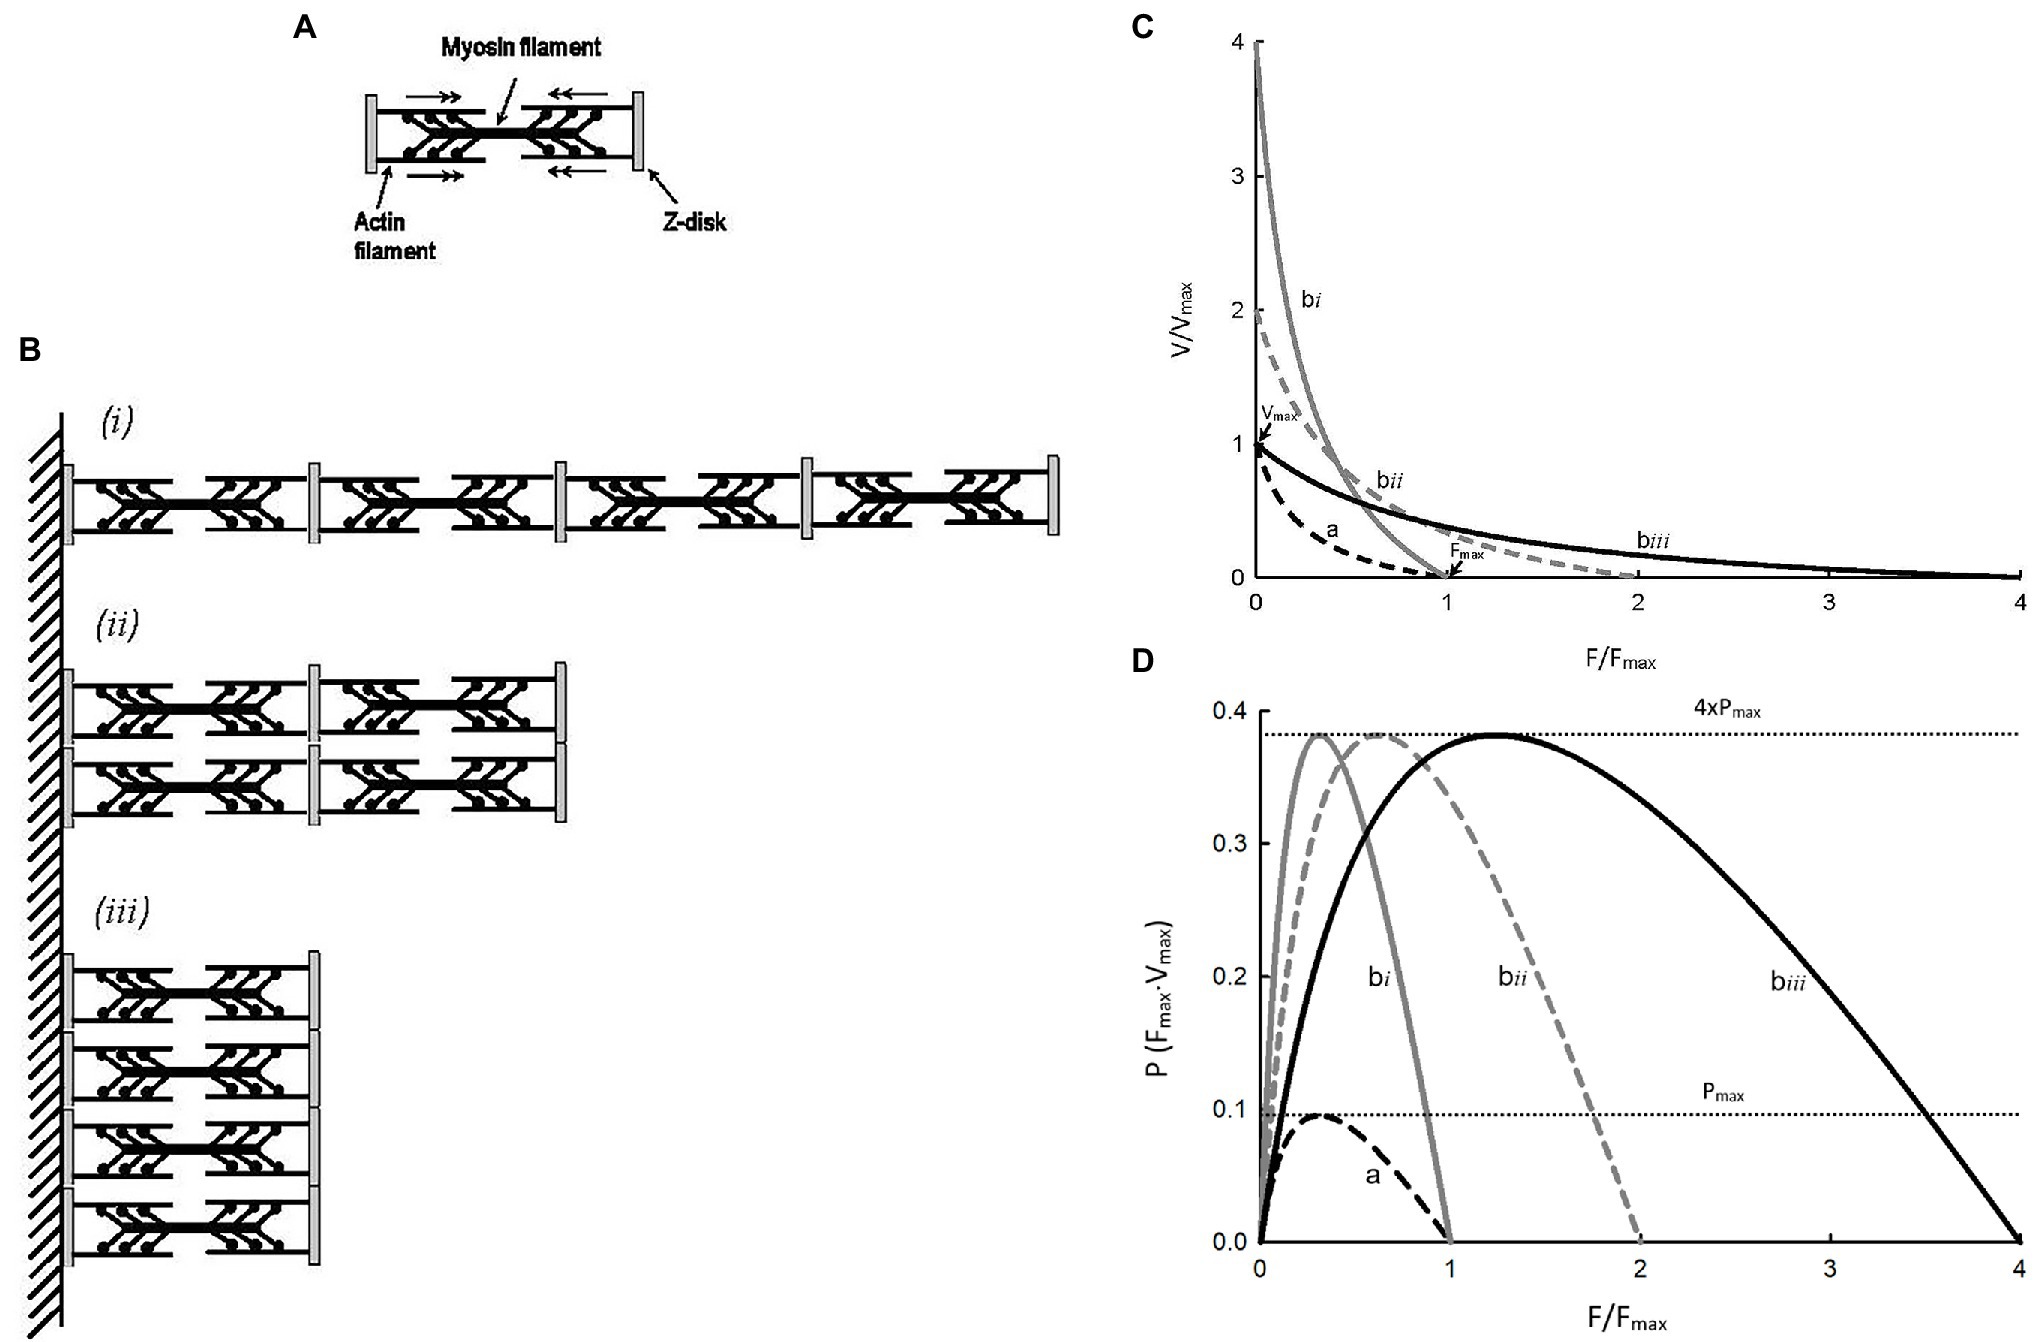 A
Myosin filament
Actin
filament
Z-disk
B
(i)
(ii)
(iii)
C
4
3
2
1
0
V/Vmax
bi
Vmax
bii
a
Fmax
biii
0 1 2 3 4
F/Fmax
D
0.4
0.3
0.2
0.1
0.0
P (Fmax·Vmax)
4xPmax
bi
bii
biii
Pmax
a
0 1 2 3 4
F/Fmax